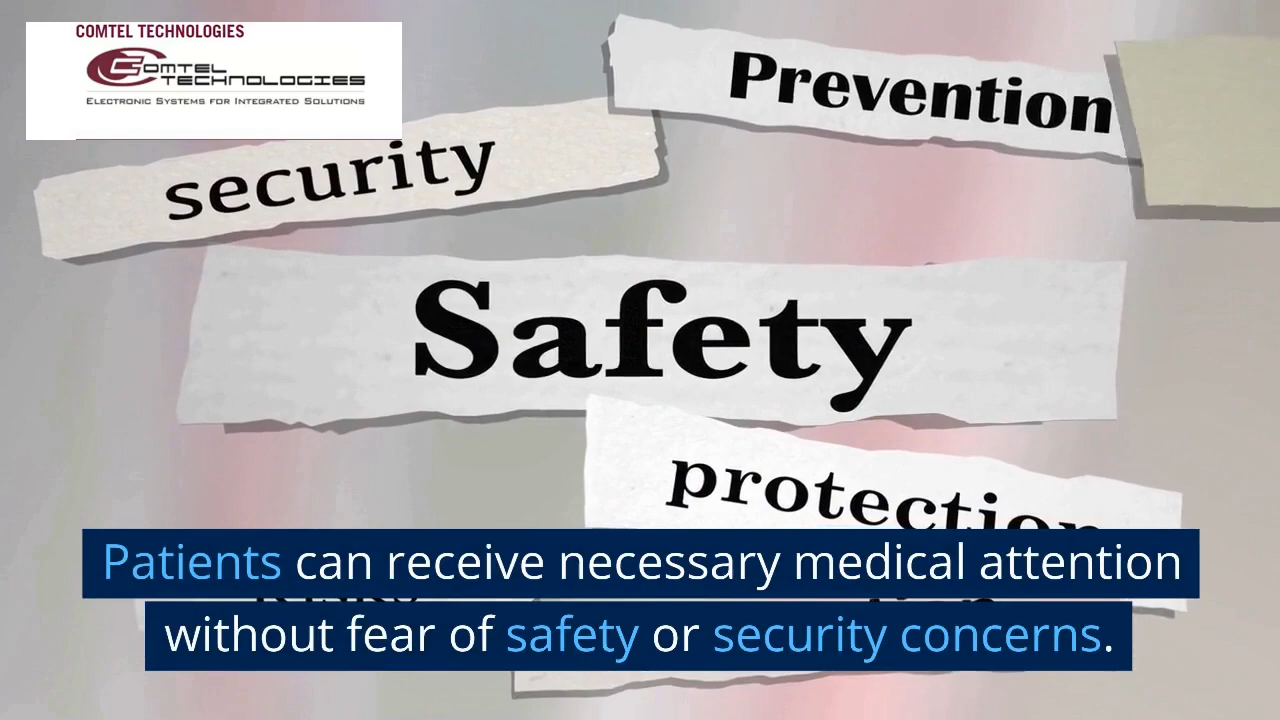 COMTEL TECHNOLOGIES
COMTEL
TECHNOLOGIES
ELECTRONIC SYSTEMS FOR INTEGRATED SOLUTIONS
Prevention
security
Safety
protection
Patients can receive necessary medical attention
without fear of safety or security concerns.